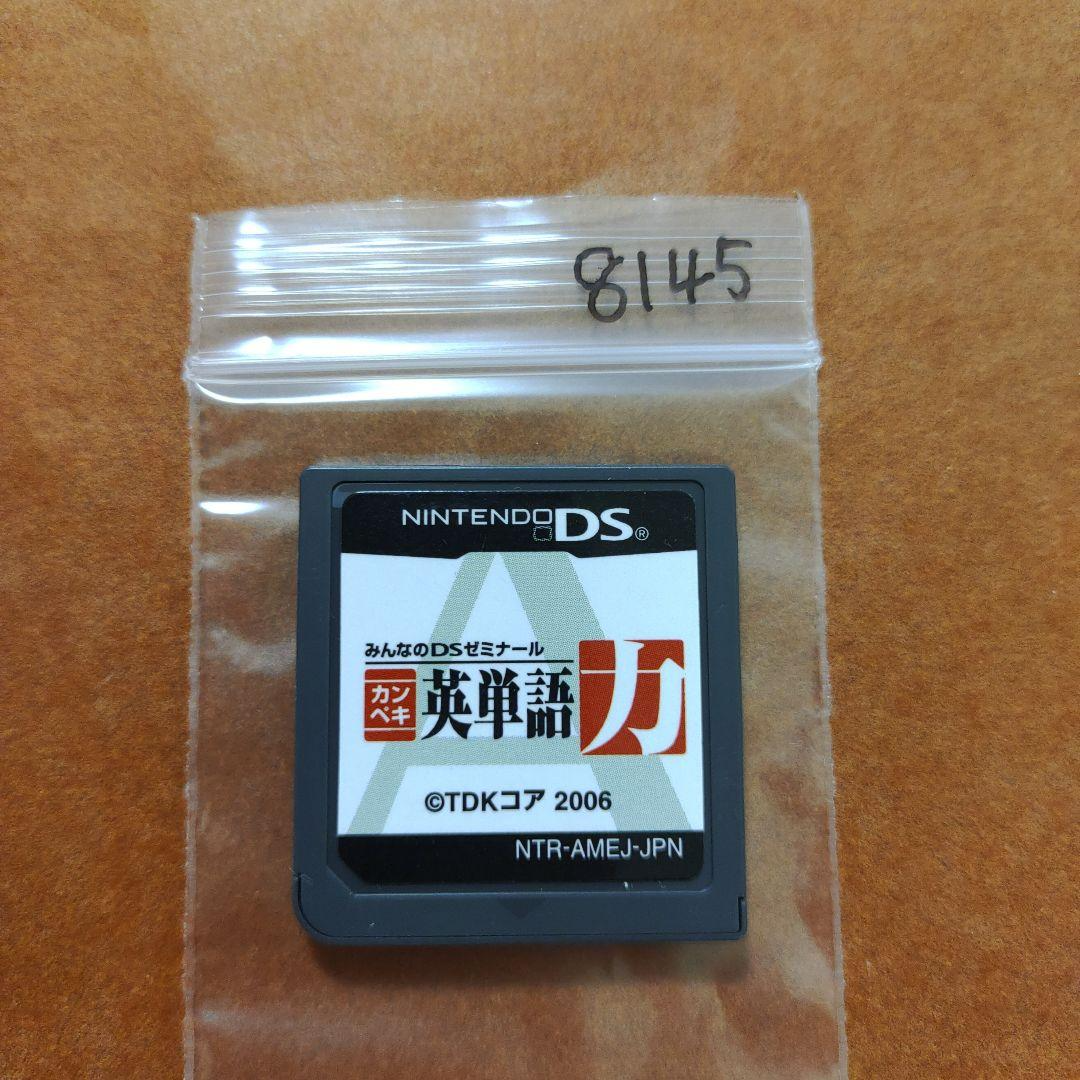 8145
NINTENDO DS®
みんなのDSゼミナール
カンペキ 英単語力
©TDKコア 2006
NTR-AMEJ-JPN